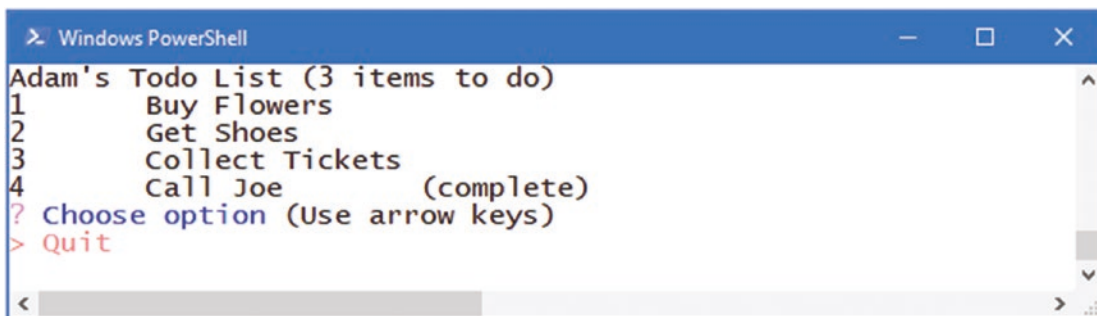 Windows PowerShell
Adam's Todo List (3 items to do)
1 Buy Flowers
2 Get Shoes
3 Collect Tickets
4 Call Joe (complete)
? Choose option (Use arrow keys)
> Quit